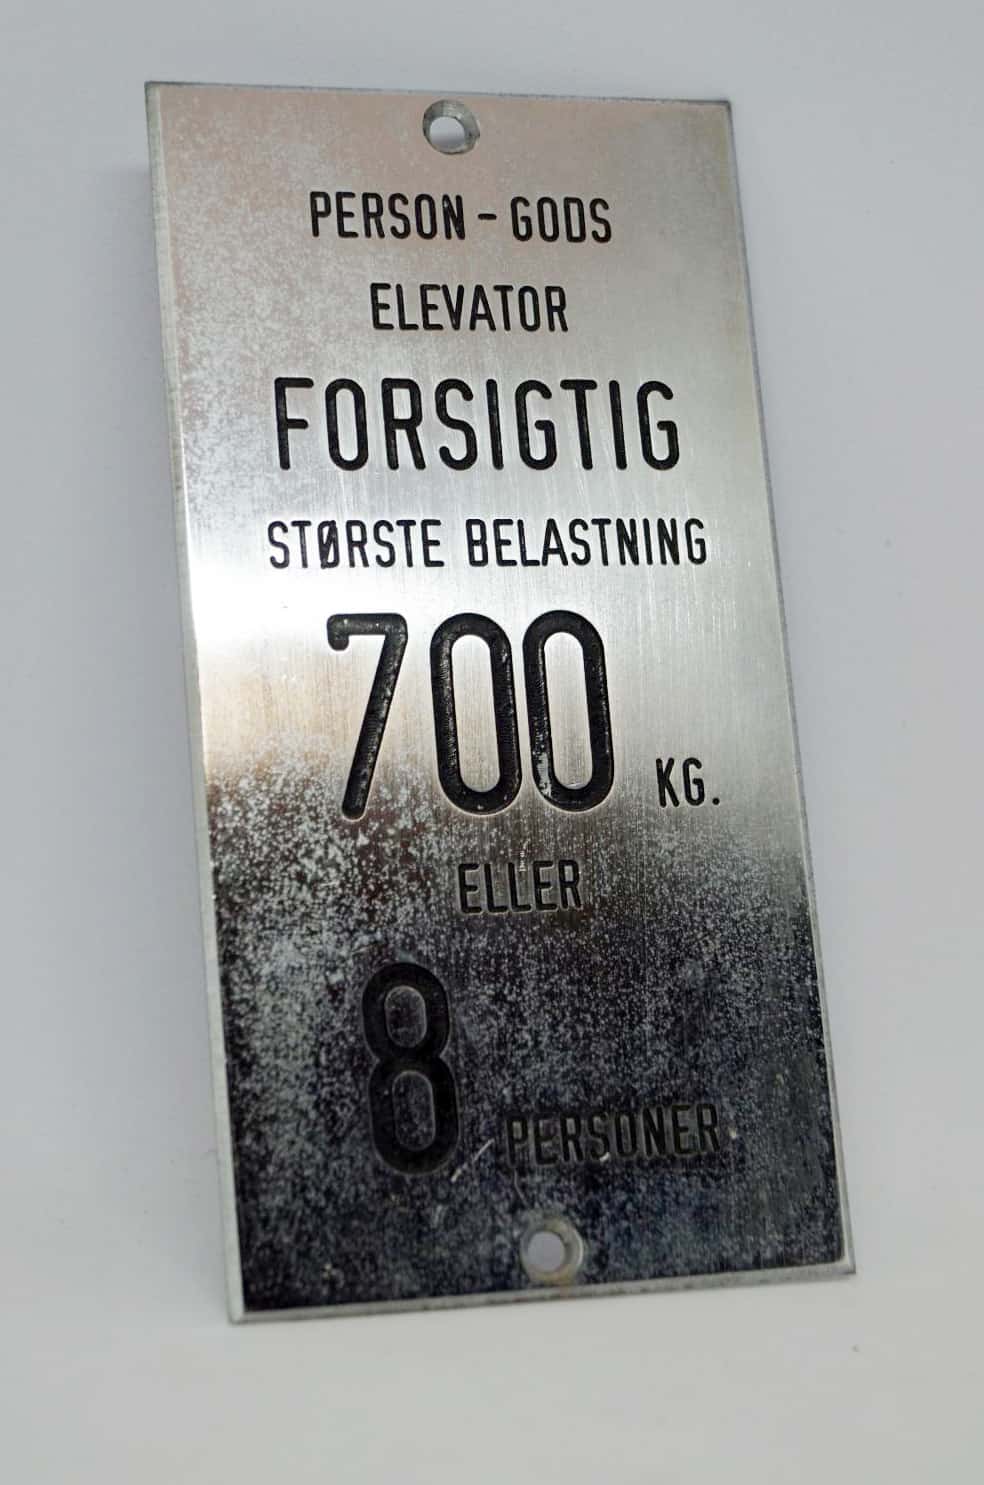 PERSON - GODS
ELEVATOR
FORSIGTIG
STØRSTE BELASTNING
700 KG.
ELLER
8 PERSONER